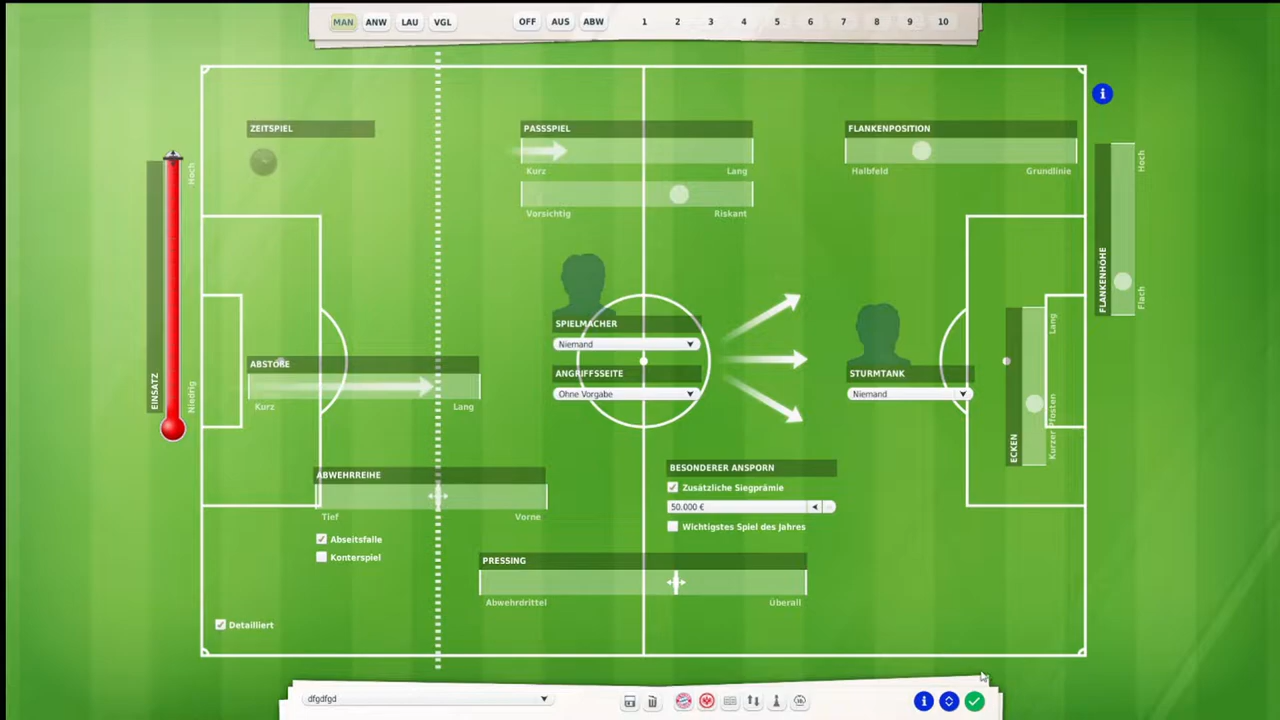 MAN ANW LAU VGL OFF AUS ABW 1 2 3 4 5 6 7 8 9 10
ZEITSPIEL
PASSSPIEL
Kurz Lang
Vorsichtig Riskant
FLANKENPOSITION
Halbfeld Grundlinie
Hoch
FLANKENHÖHE
Flach
Hoch
EINSATZ
Niedrig
SPIELMACHER
Niemand
ANGRIFFSSEITE
Ohne Vorgabe
STURMTANK
Niemand
Lang
ECKEN
Kurzer Pfosten
ABSTÖßE
Kurz Lang
ABWEHRREIHE
Tief Vorne
Abseitsfalle
Konterspiel
BESONDERER ANSPORN
Zusätzliche Siegprämie
50.000 €
Wichtigstes Spiel des Jahres
PRESSING
Abwehrdrittel Überall
Detailliert
dfgdfgd